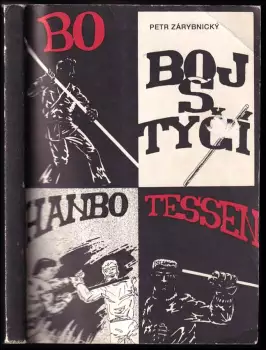 BO
PETR ZÁRYBNICKÝ
BOJ
S
TYČÍ
HANBO
TESSEN